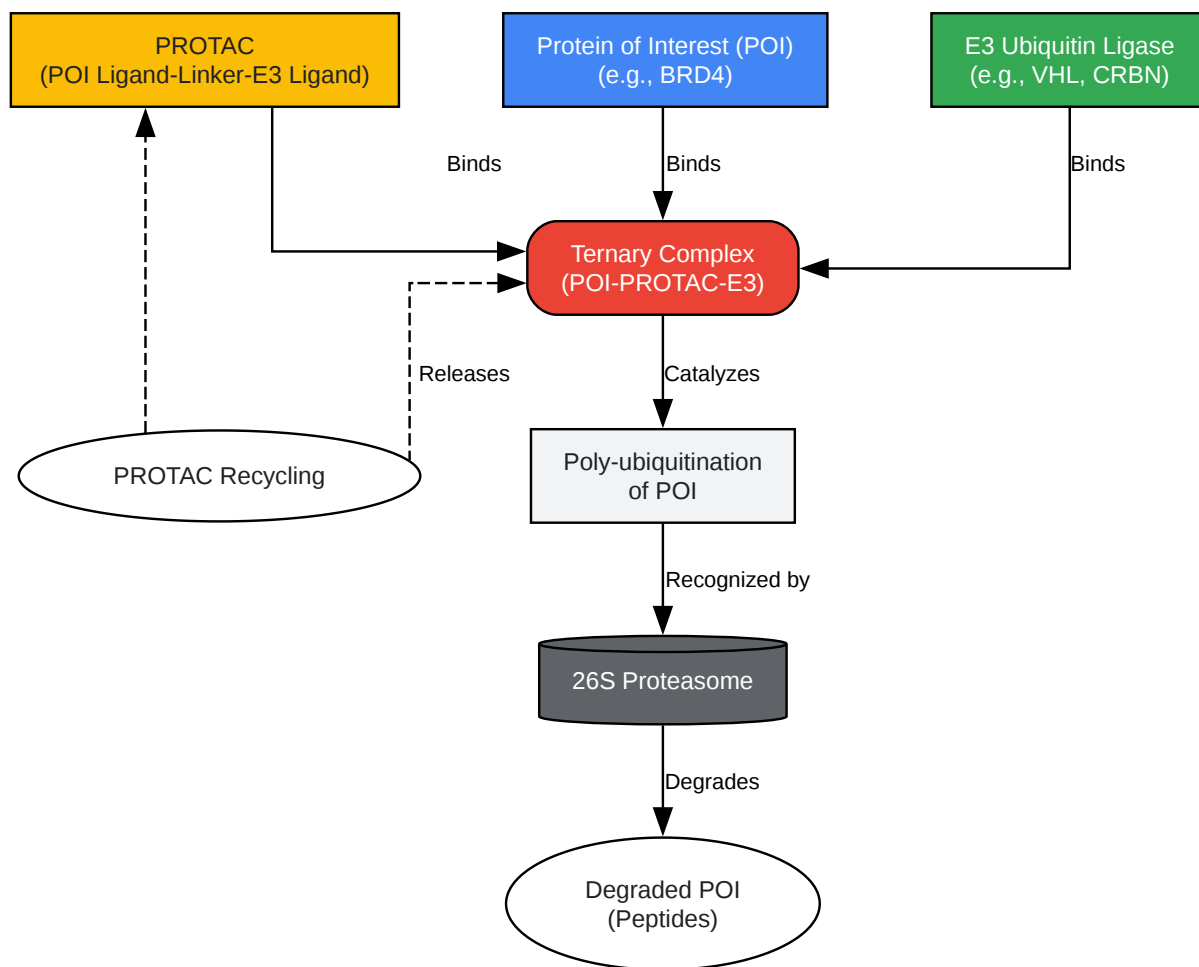 PROTAC
(POI Ligand-Linker-E3 Ligand)
Protein of Interest (POI)
(e.g., BRD4)
E3 Ubiquitin Ligase
(e.g., VHL, CRBN)
Binds
Binds
Binds
Ternary Complex
(POI-PROTAC-E3)
Releases
Catalyzes
PROTAC Recycling
Poly-ubiquitination
of POI
Recognized by
26S Proteasome
Degrades
Degraded POI
(Peptides)